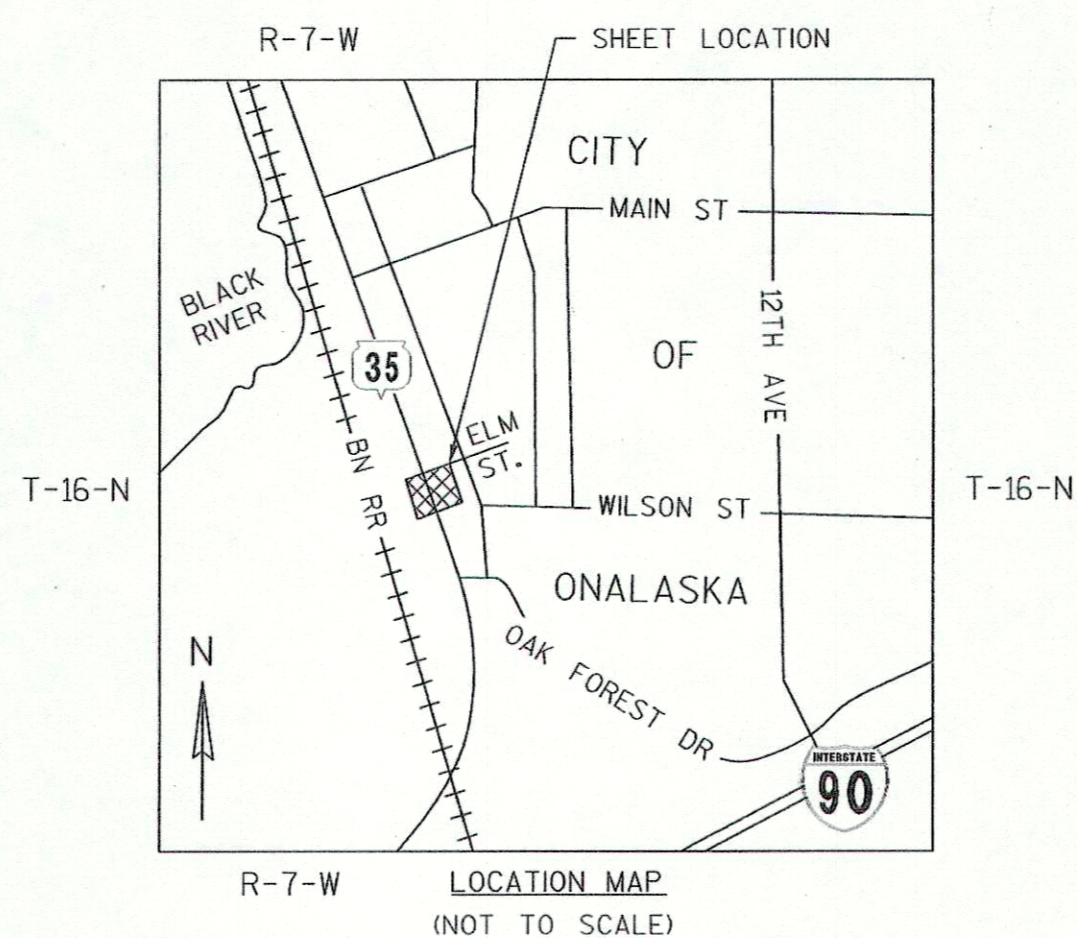 R-7-W
SHEET LOCATION
CITY
MAIN ST
BLACK
RIVER
12TH AVE
35
OF
ELM
ST.
BN RR
T-16-N
T-16-N
WILSON ST
ONALASKA
N
OAK FOREST DR
INTERSTATE
90
R-7-W
LOCATION MAP
(NOT TO SCALE)